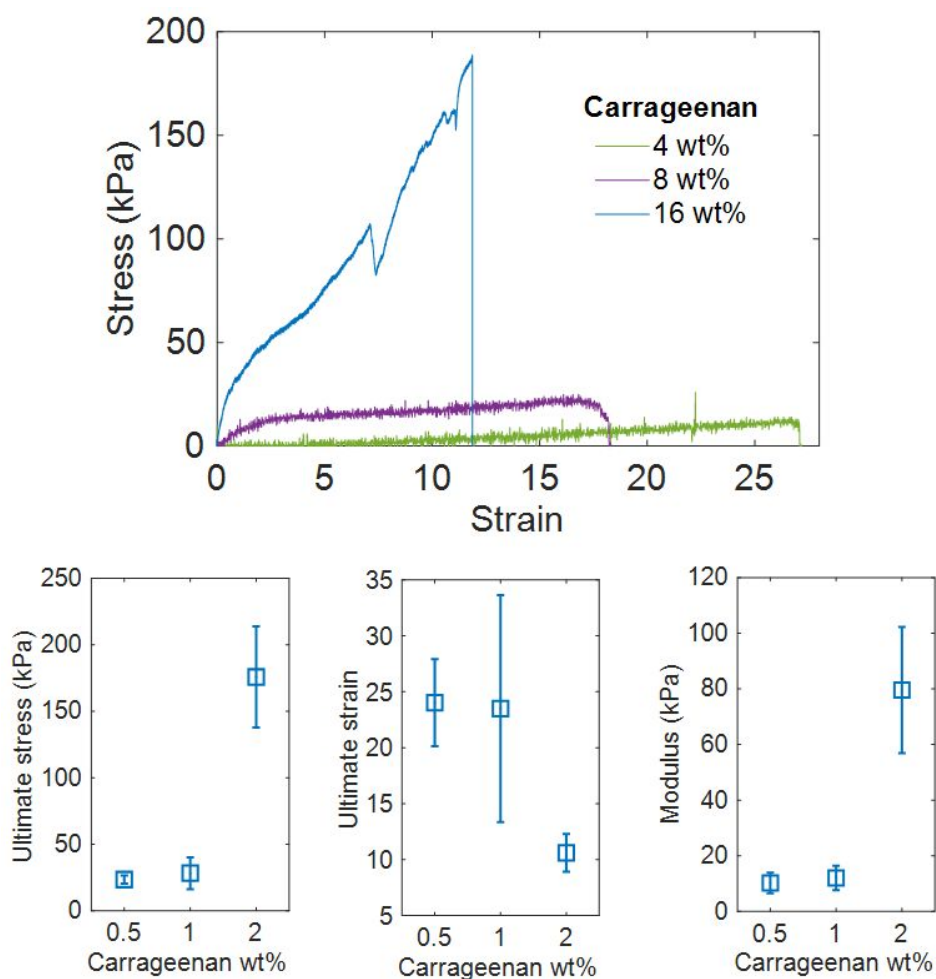 200
150
100
50
0
Stress (kPa)
Carrageenan
4 wt%
8 wt%
16 wt%
0 5 10 15 20 25
Strain
250
200
150
100
50
0
Ultimate stress (kPa)
0.5 1 2
Carrageenan wt%
35
30
25
20
15
10
5
Ultimate strain
0.5 1 2
Carrageenan wt%
120
100
80
60
40
20
0
Modulus (kPa)
0.5 1 2
Carrageenan wt%